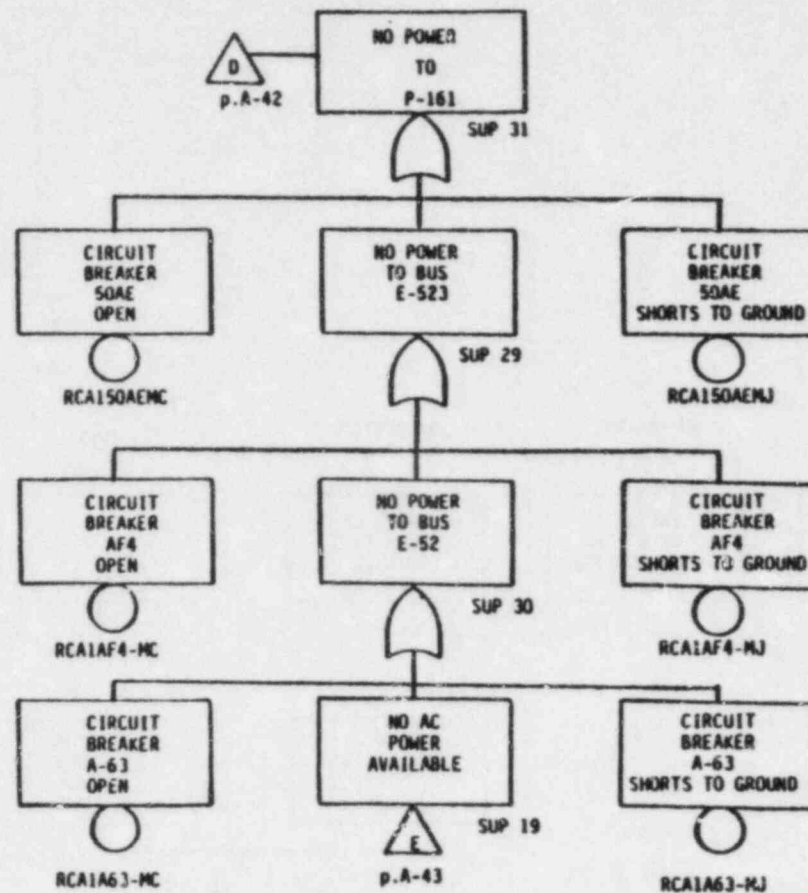 NO POWER
TO
P-161
D
p.A-42
SUP 31
CIRCUIT
BREAKER
50AE
OPEN
RCA150AEMC
NO POWER
TO BUS
E-523
SUP 29
CIRCUIT
BREAKER
50AE
SHORTS TO GROUND
RCA150AEMJ
CIRCUIT
BREAKER
AF4
OPEN
RCA1AF4-MC
NO POWER
TO BUS
E-52
SUP 30
CIRCUIT
BREAKER
AF4
SHORTS TO GROUND
RCA1AF4-MJ
CIRCUIT
BREAKER
A-63
OPEN
RCA1A63-MC
NO AC
POWER
AVAILABLE
SUP 19
E
p.A-43
CIRCUIT
BREAKER
A-63
SHORTS TO GROUND
RCA1A63-MJ